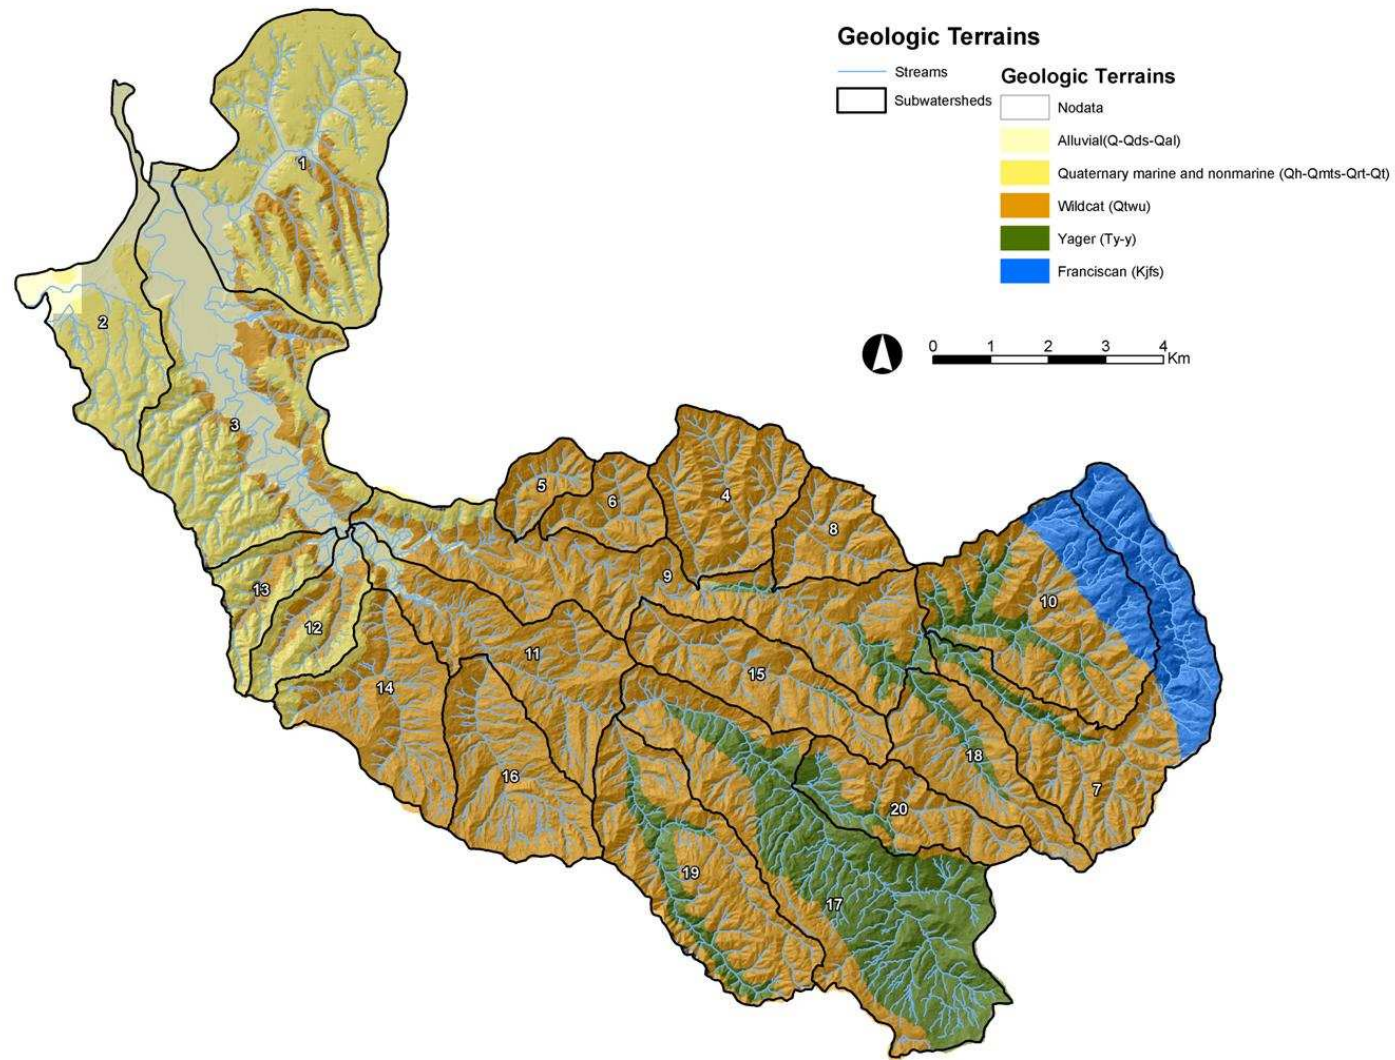 Geologic Terrains
Streams
Subwatersheds
Geologic Terrains
Nodata
Alluvial(Q-Qds-Qal)
Quaternary marine and nonmarine (Qh-Qmts-Qrt-Qt)
Wildcat (Qtwu)
Yager (Ty-y)
Franciscan (Kjfs)
0 1 2 3 4
Km
1
2
3
5
6
4
8
9
10
13
12
11
15
14
16
18
7
20
19
17